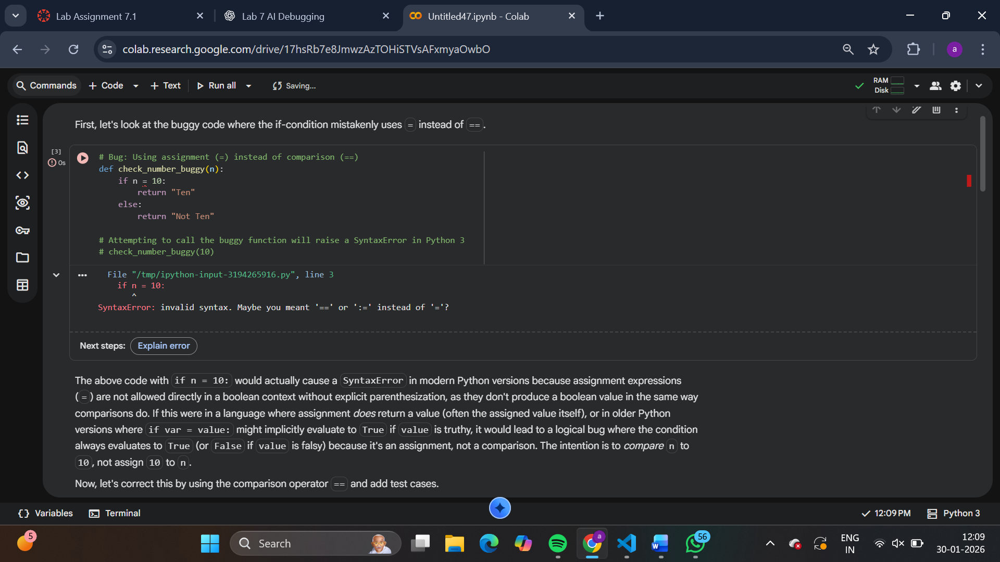 Lab Assignment 7.1
Lab 7 AI Debugging
Untitled47.ipynb - Colab
colab.research.google.com/drive/17hsRb7e8JmwzAzTOHiSTVsAFxmyaOwbO
a
Commands
+ Code
+ Text
Run all
Saving...
RAM
Disk
First, let's look at the buggy code where the if-condition mistakenly uses = instead of ==.
[3]
0s
# Bug: Using assignment (=) instead of comparison (==)
def check_number_buggy(n):
    if n = 10:
        return "Ten"
    else:
        return "Not Ten"
# Attempting to call the buggy function will raise a SyntaxError in Python 3
# check_number_buggy(10)
File "/tmp/ipython-input-3194265916.py", line 3
    if n = 10:
       ^
SyntaxError: invalid syntax. Maybe you meant '==' or ':=' instead of '='?
Next steps: Explain error
The above code with if n = 10: would actually cause a SyntaxError in modern Python versions because assignment expressions
(=) are not allowed directly in a boolean context without explicit parenthesization, as they don't produce a boolean value in the same way
comparisons do. If this were in a language where assignment does return a value (often the assigned value itself), or in older Python
versions where if var = value: might implicitly evaluate to True if value is truthy, it would lead to a logical bug where the condition
always evaluates to True (or False if value is falsy) because it's an assignment, not a comparison. The intention is to compare n to
10, not assign 10 to n.
Now, let's correct this by using the comparison operator == and add test cases.
{} Variables
Terminal
12:09 PM
Python 3
5
Search
a
56
ENG
IN
12:09
30-01-2026